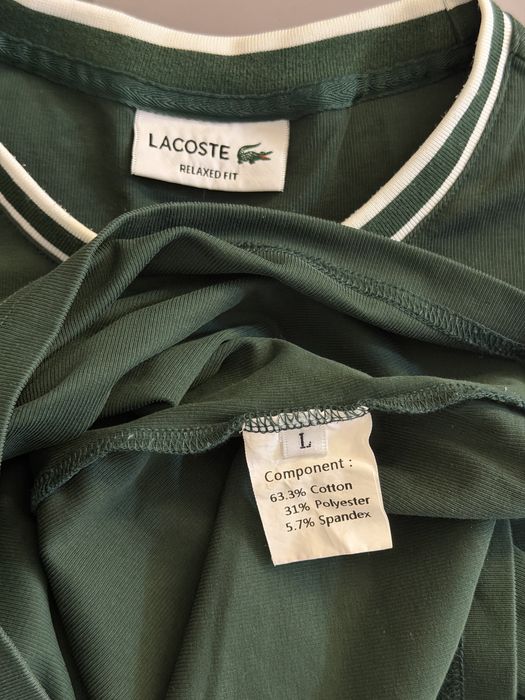 LACOSTE
RELAXED FIT
L
Component :
63.3% Cotton
31% Polyester
5.7% Spandex